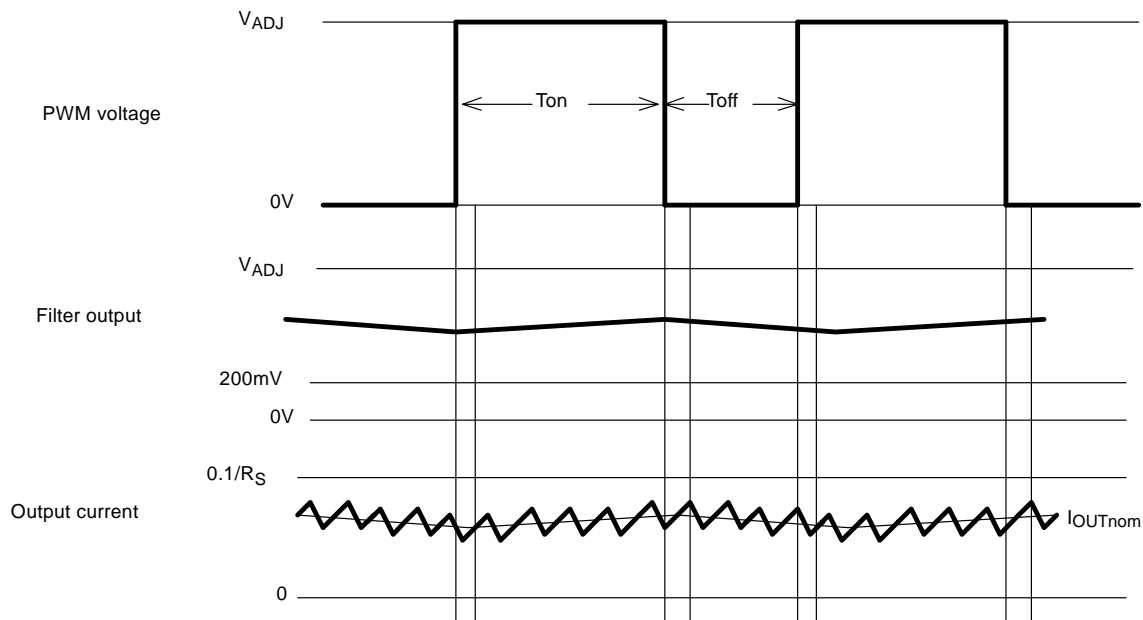 VADJ
PWM voltage
Ton
Toff
0V
VADJ
Filter output
200mV
0V
0.1/RS
Output current
IOUTnom
0